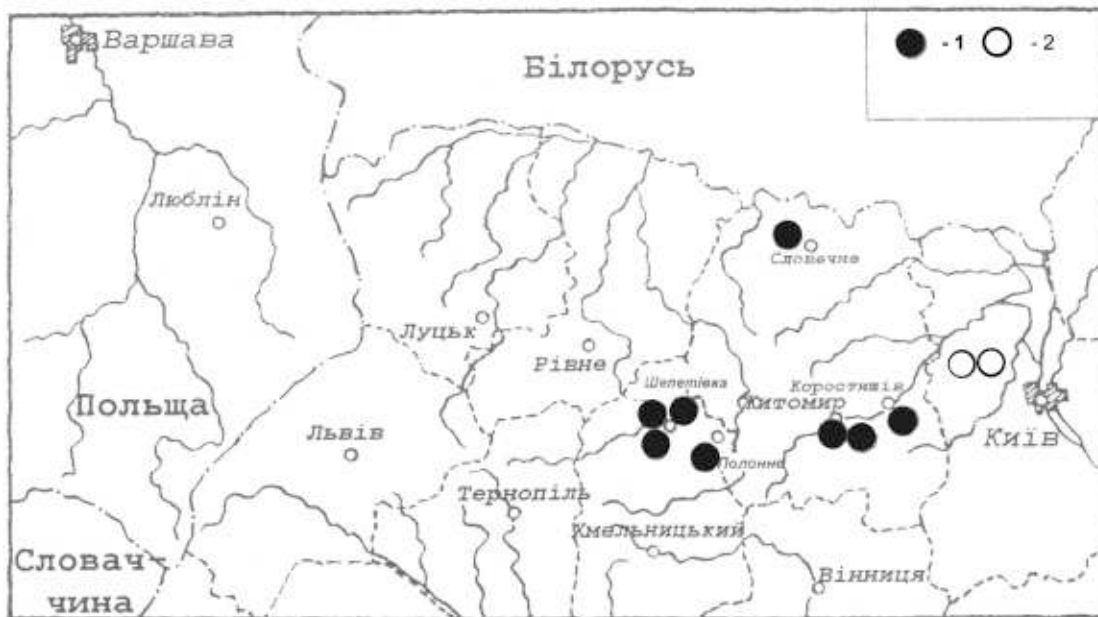 Варшава
● - 1 ○ - 2
Білорусь
Люблін
Словечне
Луцьк
Рівне
Шепетівка
Коростишів
Житомир
Польща
Київ
Львів
Полонне
Тернопіль
Хмельницький
Словач-
чина
Вінниця